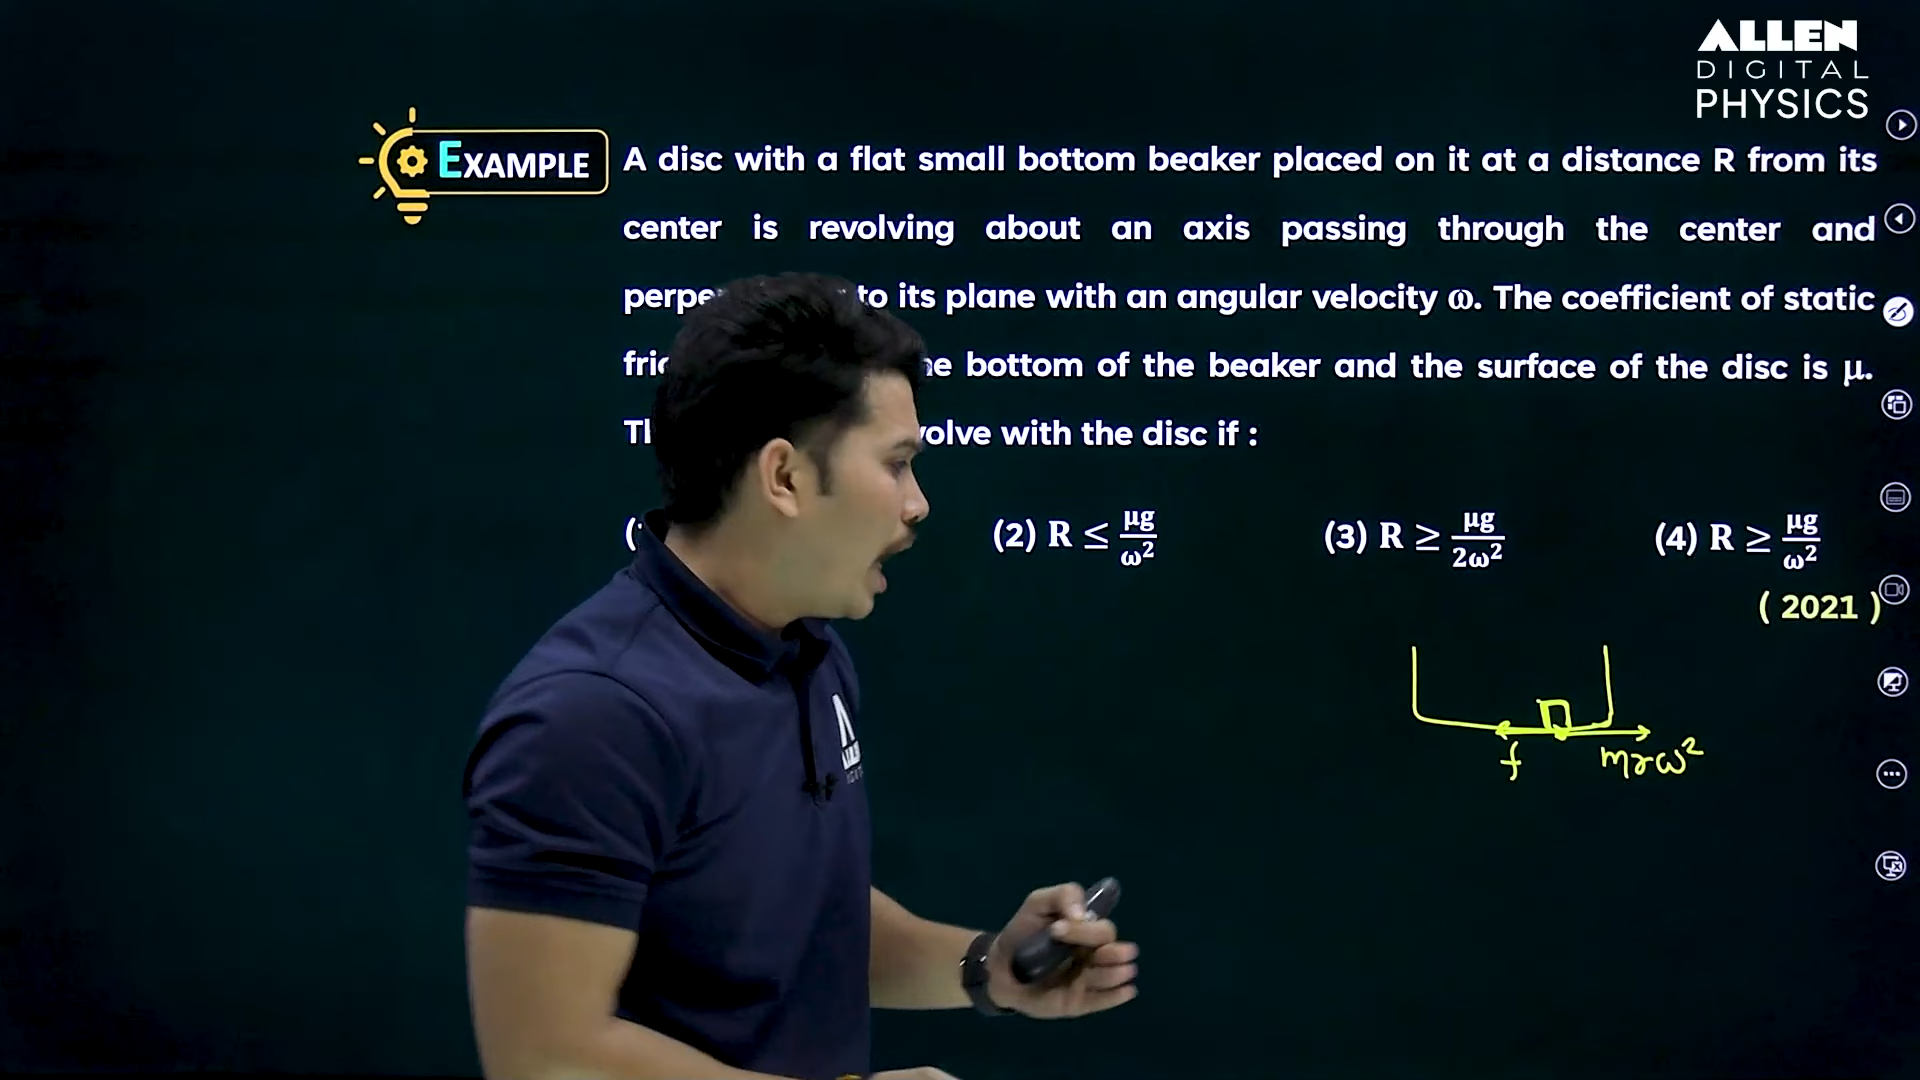 ALLEN
DIGITAL
PHYSICS
EXAMPLE
A disc with a flat small bottom beaker placed on it at a distance R from its
center is revolving about an axis passing through the center and
to its plane with an angular velocity ω. The coefficient of static
bottom of the beaker and the surface of the disc is μ.
with the disc if :
(2) R ≤ μg/ω² (3) R ≥ μg/2ω² (4) R ≥ μg/ω²
( 2021 )
f mrω²